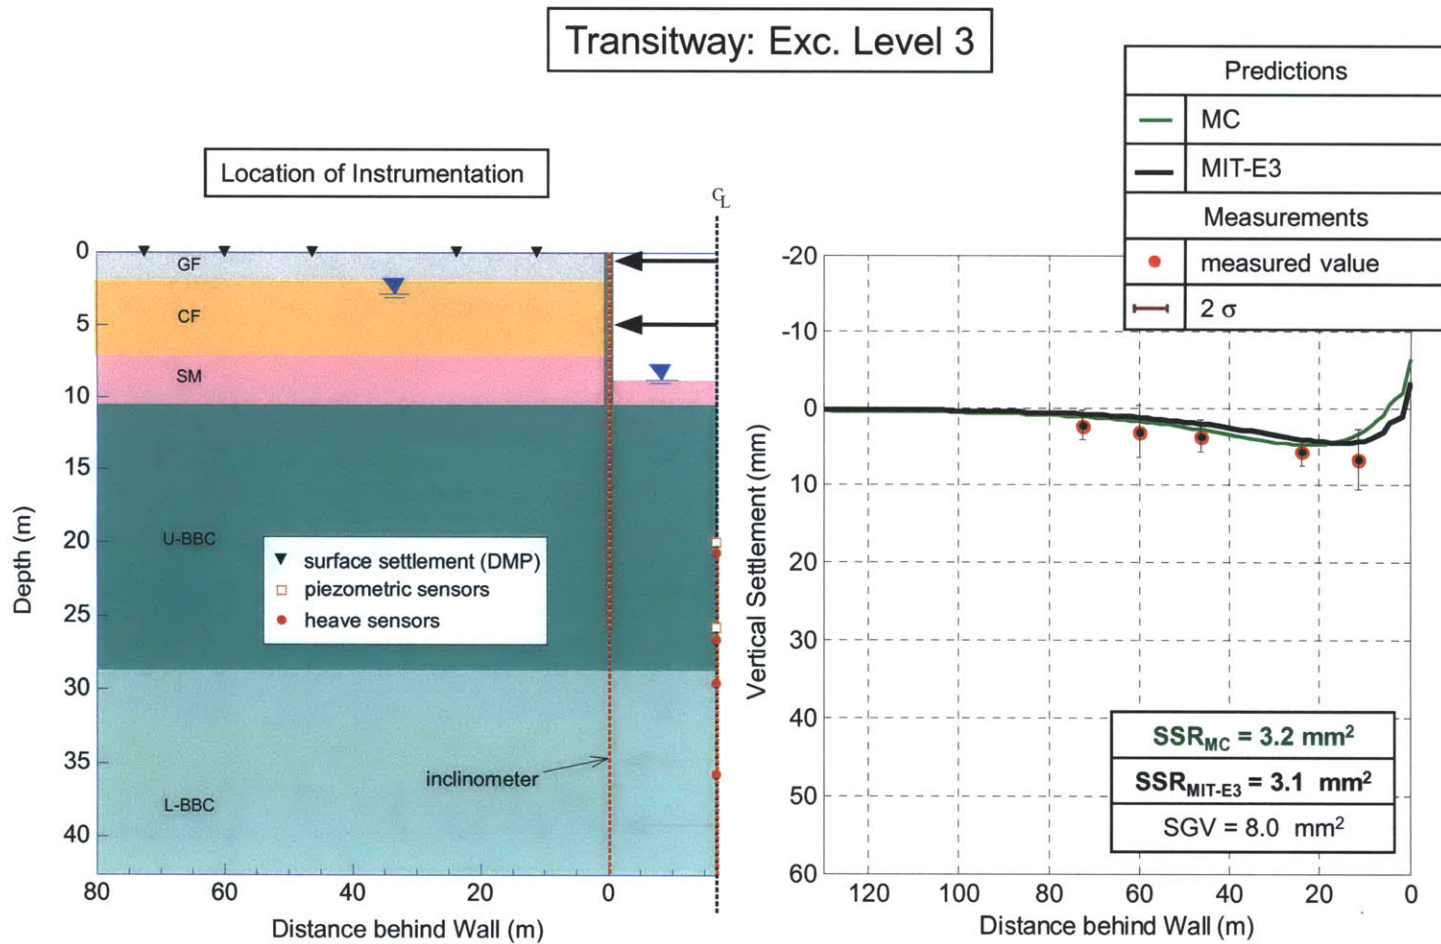 Transitway: Exc. Level 3
Predictions
MC
MIT-E3
Measurements
measured value
2 σ
Location of Instrumentation
CL
0
5
10
15
20
25
30
35
40
Depth (m)
GF
CF
SM
U-BBC
L-BBC
surface settlement (DMP)
piezometric sensors
heave sensors
inclinometer
80 60 40 20 0
Distance behind Wall (m)
-20
-10
0
10
20
30
40
50
60
Vertical Settlement (mm)
SSR_MC = 3.2 mm²
SSR_MIT-E3 = 3.1 mm²
SGV = 8.0 mm²
120 100 80 60 40 20 0
Distance behind Wall (m)